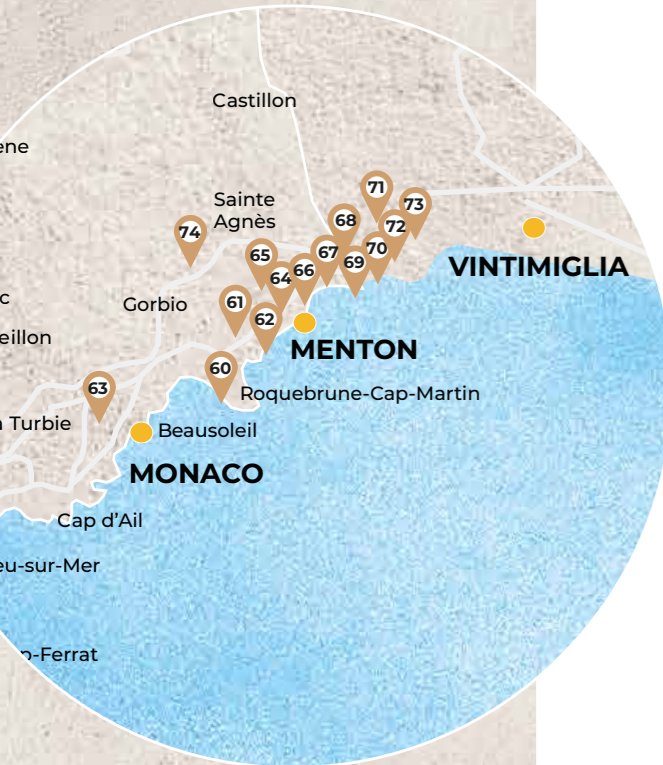 Castillon
ene
71
73
Sainte
Agnès
68
72
74
70
67
65
69
66
64
VINTIMIGLIA
c
Gorbio
61
62
eillon
MENTON
60
63
Roquebrune-Cap-Martin
Turbie
Beausoleil
MONACO
Cap d’Ail
eu-sur-Mer
p-Ferrat